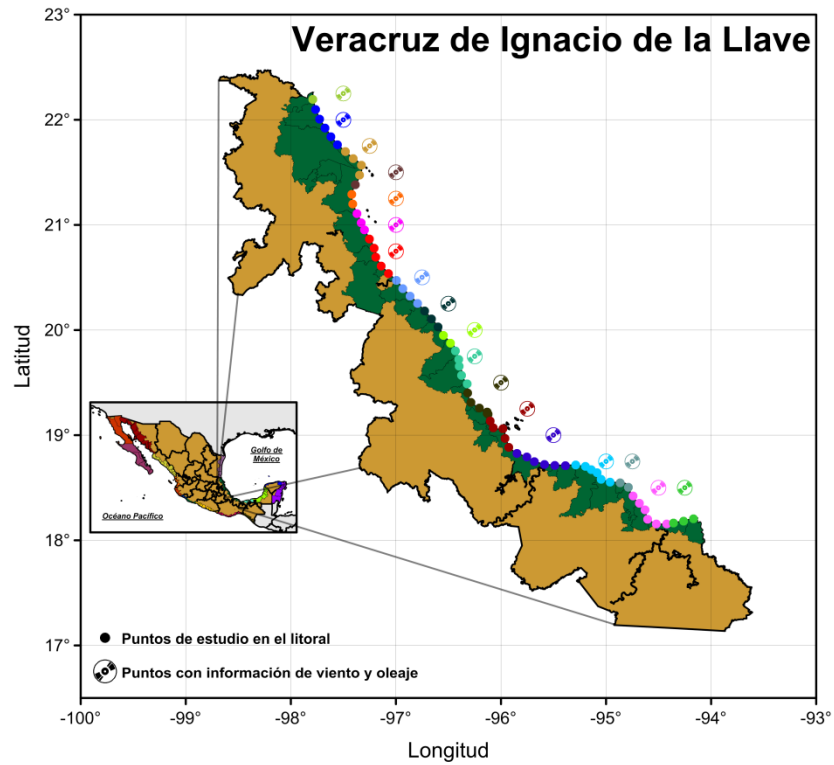 Veracruz de Ignacio de la Llave
23°
22°
21°
20°
19°
18°
17°
Latitud
Golfo de
México
Océano Pacífico
Puntos de estudio en el litoral
Puntos con información de viento y oleaje
-100°
-99°
-98°
-97°
-96°
-95°
-94°
-93°
Longitud